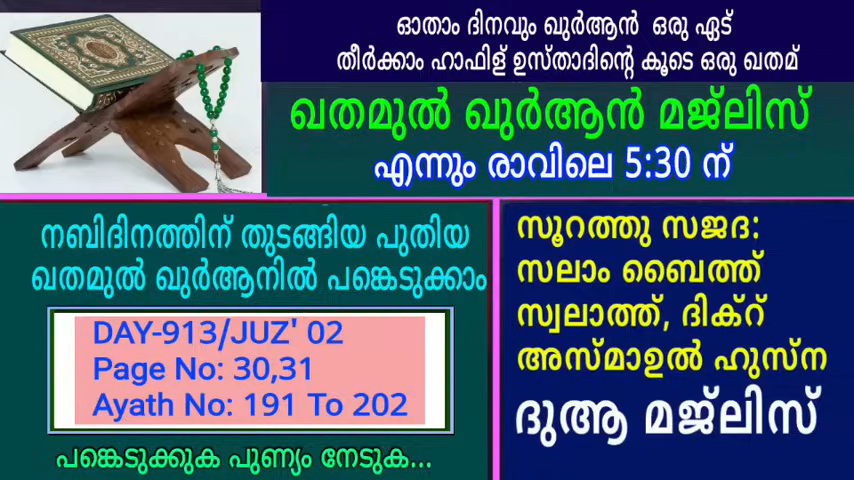 ഓതാം ദിനവും ഖുർആൻ ഒരു ഏട്
തീർക്കാം ഹാഫിള് ഉസ്താദിന്റെ കൂടെ ഒരു ഖതമ്
ഖതമുൽ ഖുർആൻ മജ്ലിസ്
എന്നും രാവിലെ 5:30 ന്
നബിദിനത്തിന് തുടങ്ങിയ പുതിയ
ഖതമുൽ ഖുർആനിൽ പങ്കെടുക്കാം
DAY-913/JUZ' 02
Page No: 30,31
Ayath No: 191 To 202
പങ്കെടുക്കുക പുണ്യം നേടുക...
സൂറത്തു സജദ:
സലാം ബൈത്ത്
സ്വലാത്ത്, ദിക്റ്
അസ്മാഉൽ ഹുസ്ന
ദുആ മജ്ലിസ്